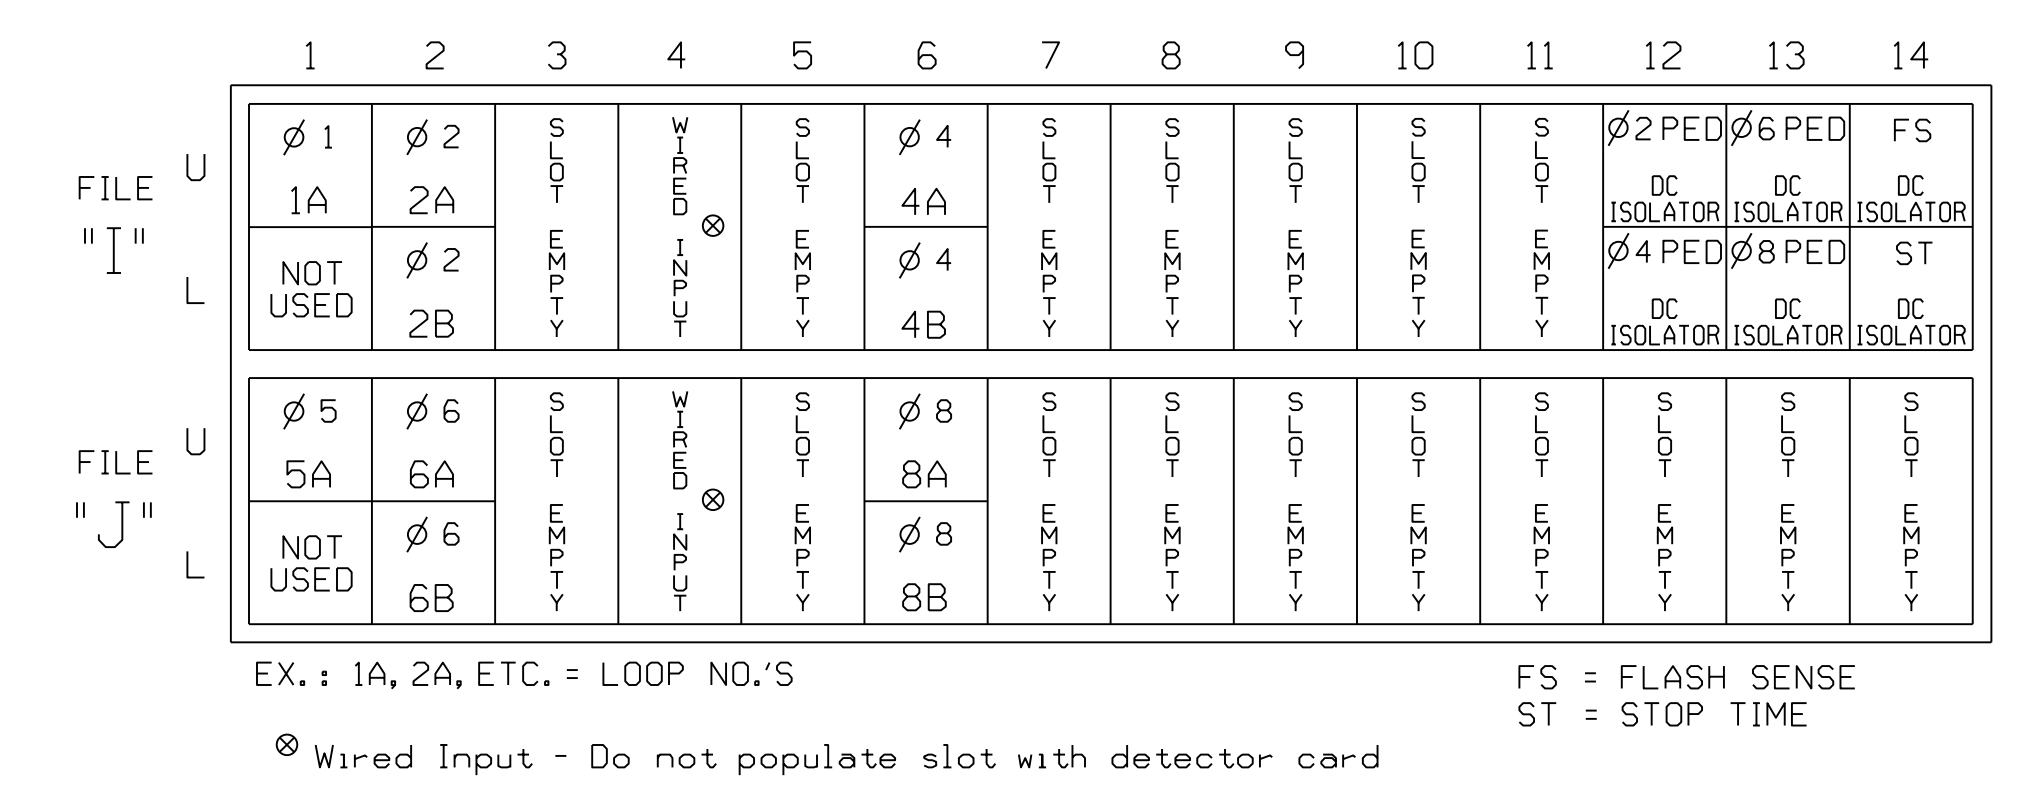 1 2 3 4 5 6 7 8 9 10 11 12 13 14
FILE "I"
U
L
Ø 1
1A
NOT USED
Ø 2
2A
Ø 2
2B
SLOT EMPTY
WIRED INPUT ⊗
SLOT EMPTY
Ø 4
4A
Ø 4
4B
SLOT EMPTY
SLOT EMPTY
SLOT EMPTY
SLOT EMPTY
SLOT EMPTY
Ø2 PED
DC
ISOLATOR
Ø4 PED
DC
ISOLATOR
Ø6 PED
DC
ISOLATOR
Ø8 PED
DC
ISOLATOR
FS
DC
ISOLATOR
ST
DC
ISOLATOR
FILE "J"
U
L
Ø 5
5A
NOT USED
Ø 6
6A
Ø 6
6B
SLOT EMPTY
WIRED INPUT ⊗
SLOT EMPTY
Ø 8
8A
Ø 8
8B
SLOT EMPTY
SLOT EMPTY
SLOT EMPTY
SLOT EMPTY
SLOT EMPTY
SLOT EMPTY
SLOT EMPTY
SLOT EMPTY
EX.: 1A, 2A, ETC. = LOOP NO.'S
FS = FLASH SENSE
ST = STOP TIME
⊗ Wired Input - Do not populate slot with detector card